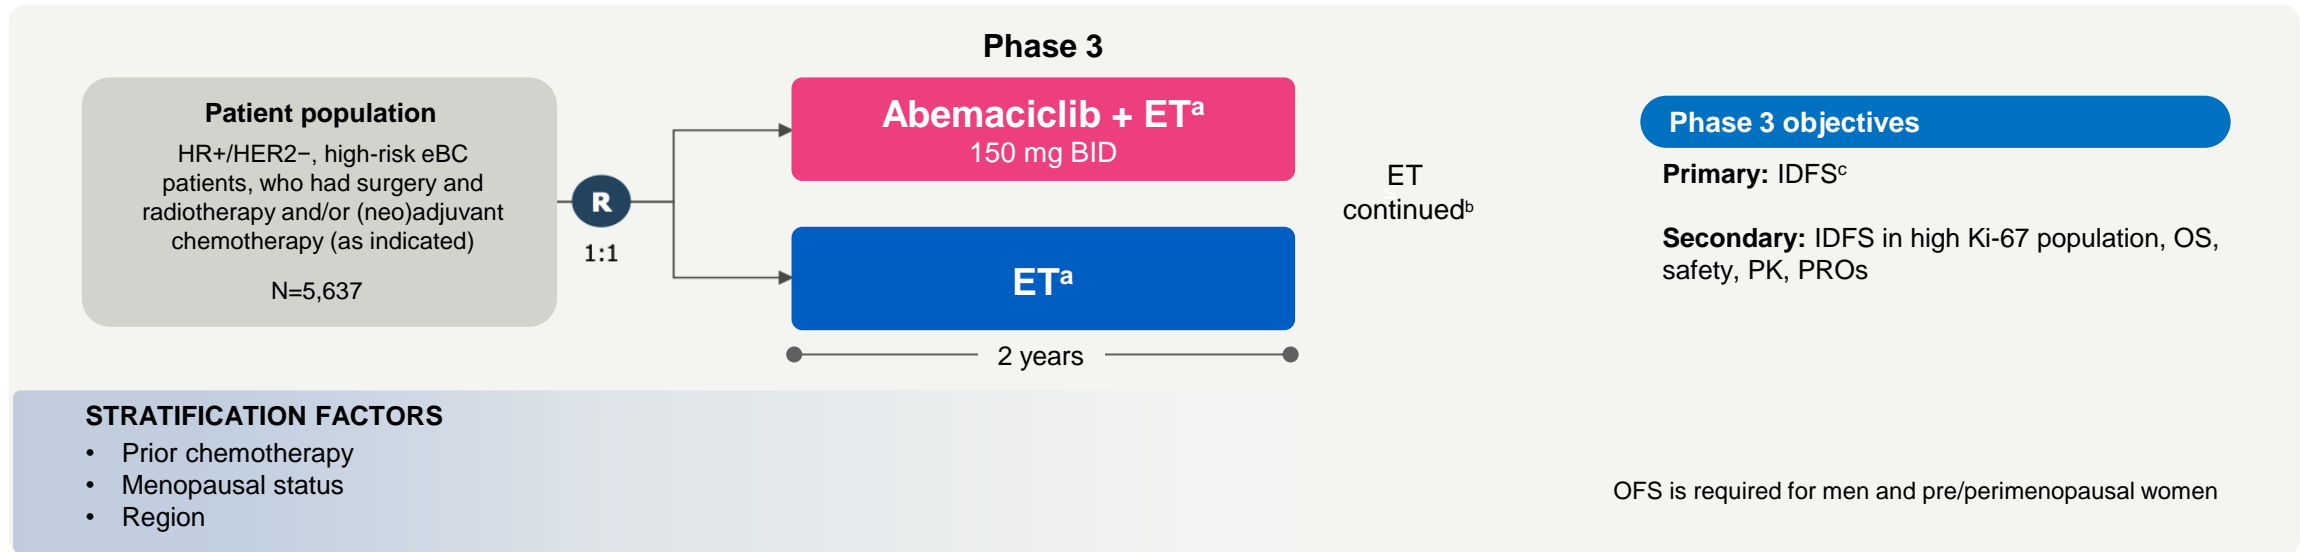 Phase 3
Patient population
HR+/HER2−, high-risk eBC
patients, who had surgery and
radiotherapy and/or (neo)adjuvant
chemotherapy (as indicated)
N=5,637
R
1:1
Abemaciclib + ETᵃ
150 mg BID
ETᵃ
2 years
ET
continuedᵇ
Phase 3 objectives
Primary: IDFSᶜ
Secondary: IDFS in high Ki-67 population, OS,
safety, PK, PROs
STRATIFICATION FACTORS
• Prior chemotherapy
• Menopausal status
• Region
OFS is required for men and pre/perimenopausal women